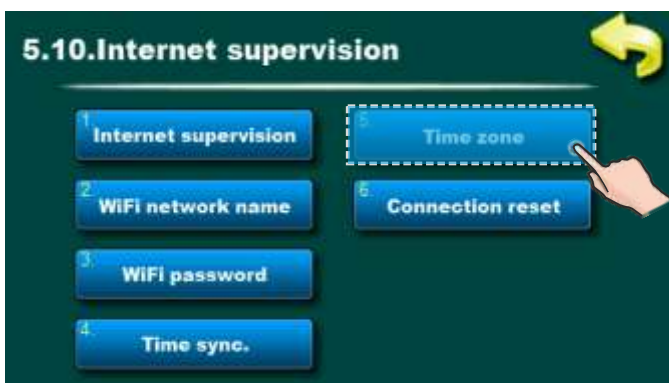 5.10.Internet supervision
1.
Internet supervision
2.
WiFi network name
3.
WiFi password
4.
Time sync.
5.
Time zone
6.
Connection reset